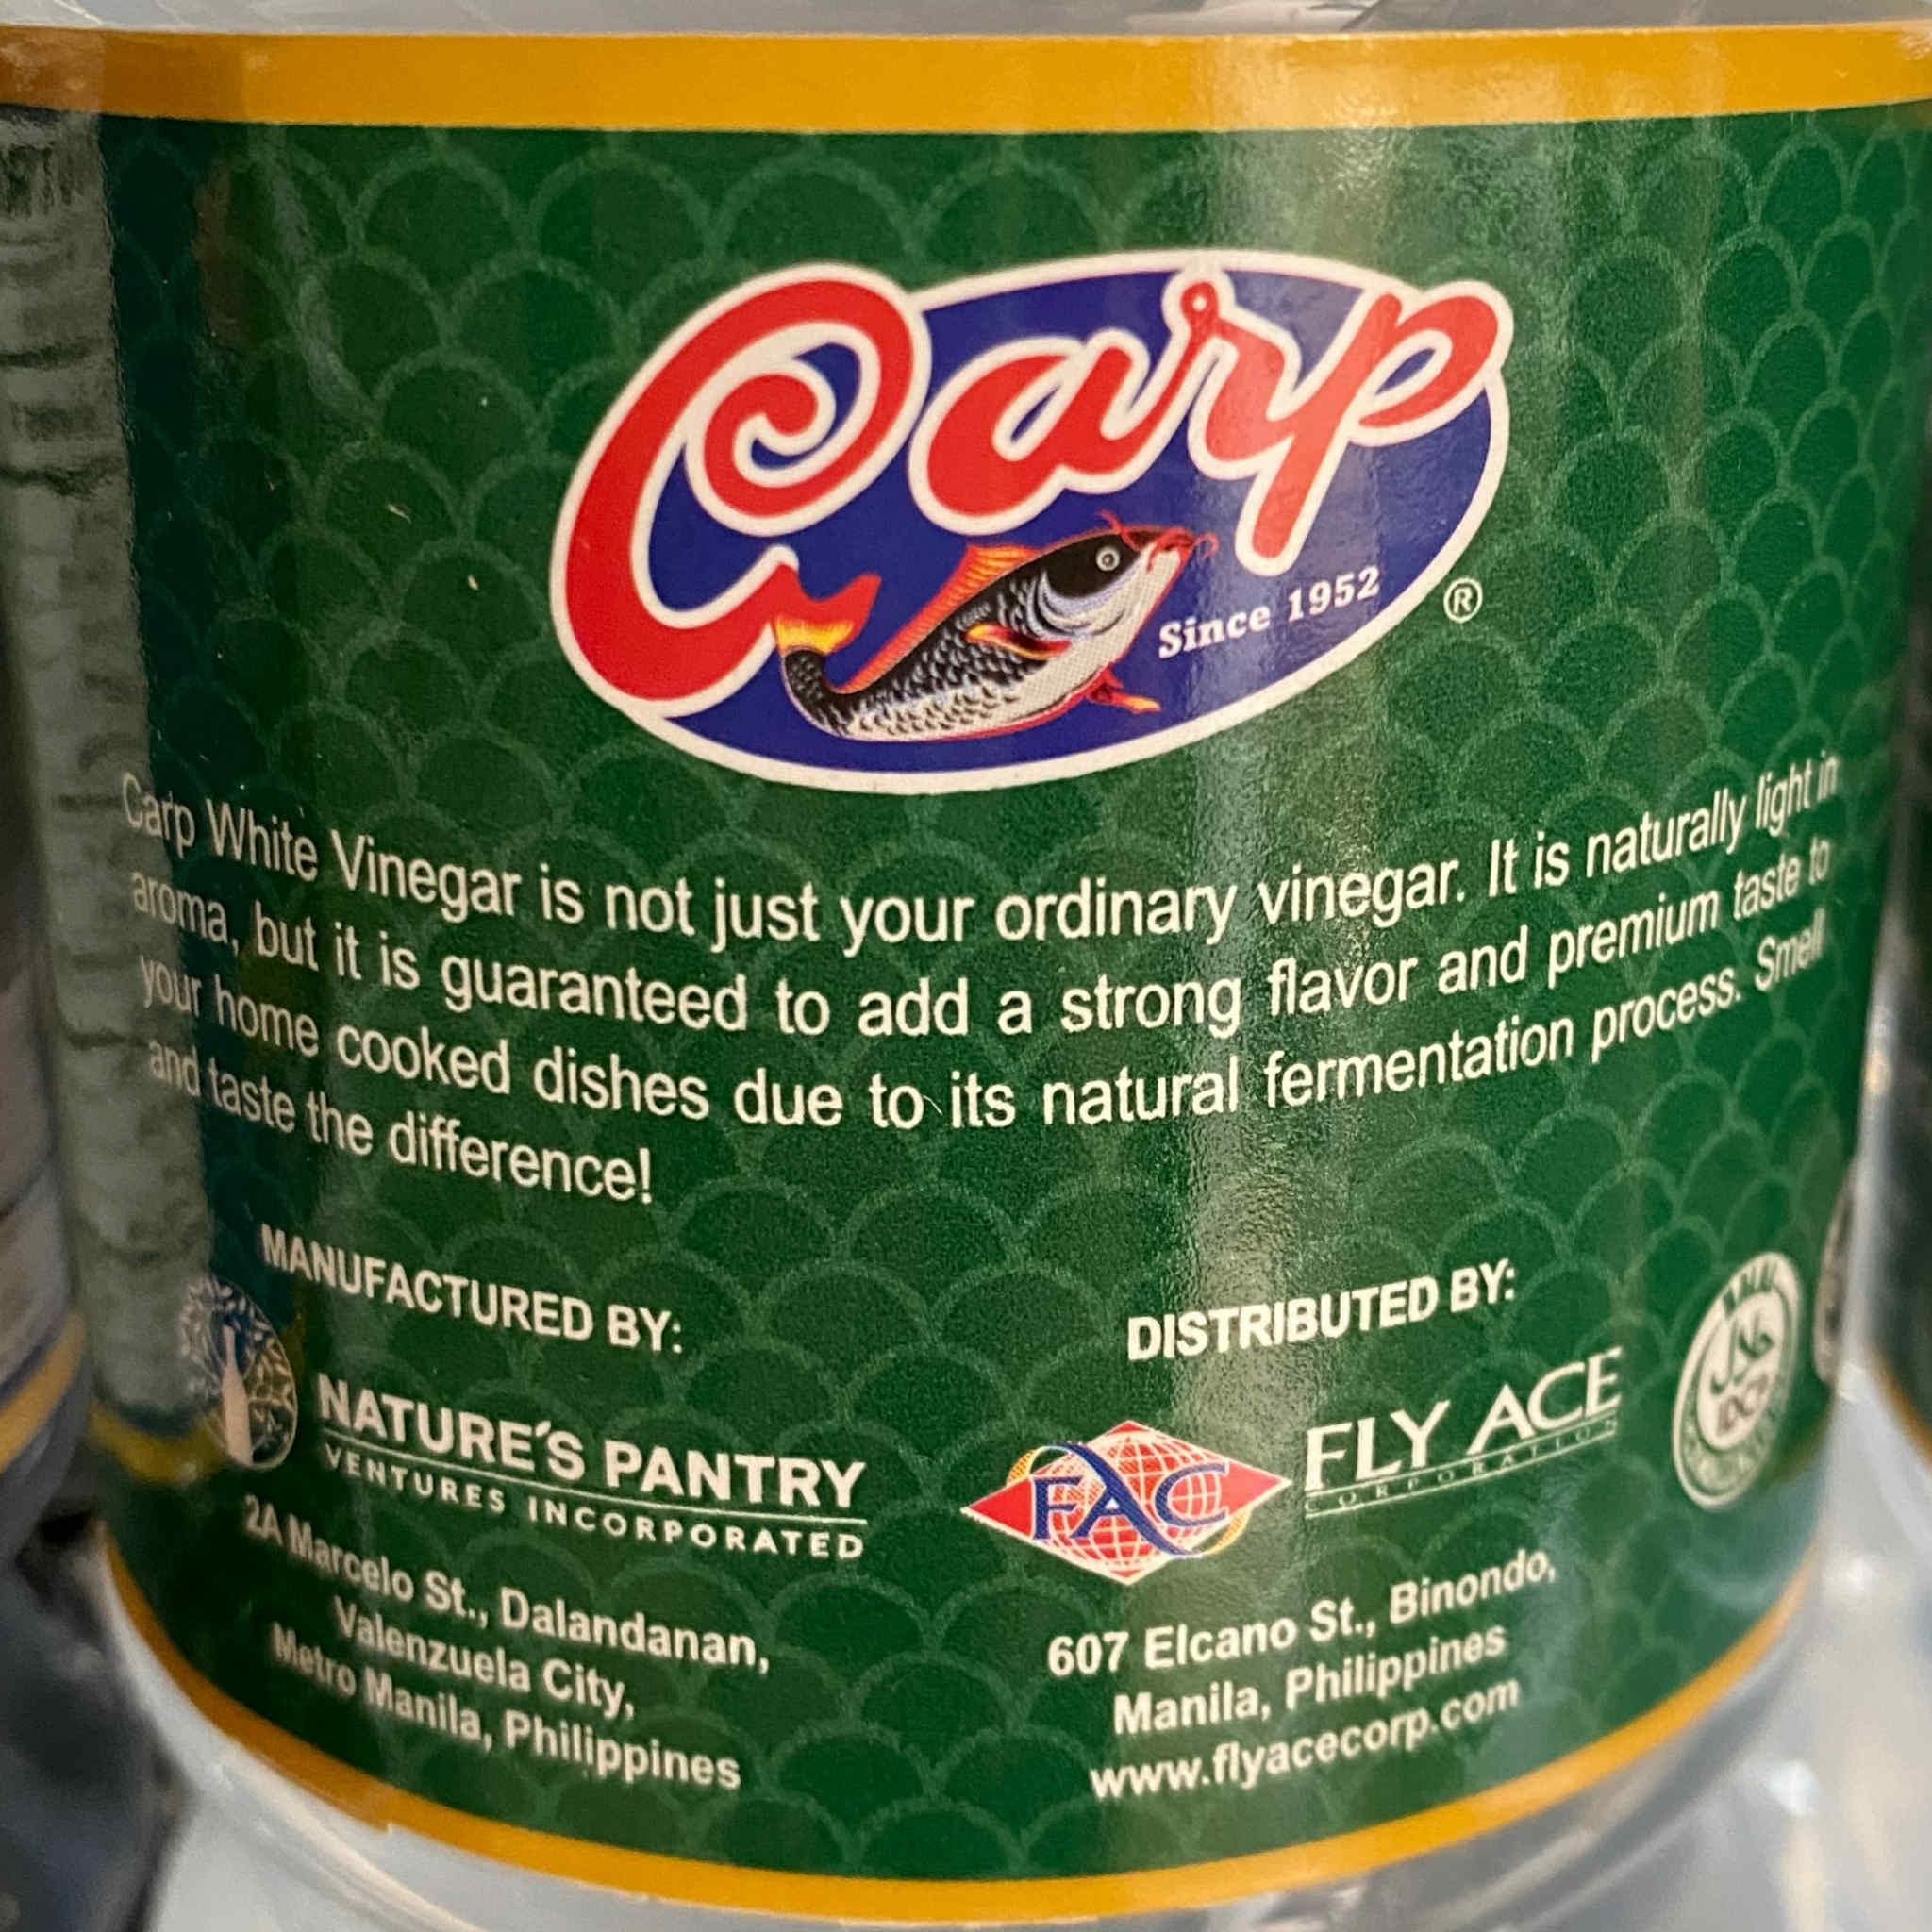 Carp
Since 1952
®
Carp White Vinegar is not just your ordinary vinegar. It is naturally light in
aroma, but it is guaranteed to add a strong flavor and premium taste to
your home cooked dishes due to its natural fermentation process. Smell
and taste the difference!
MANUFACTURED BY:
NATURE'S PANTRY
VENTURES INCORPORATED
2A Marcelo St., Dalandanan,
Valenzuela City,
Metro Manila, Philippines
DISTRIBUTED BY:
FAC
FLY ACE
CORPORATION
607 Elcano St., Binondo,
Manila, Philippines
www.flyacecorp.com
IDCP